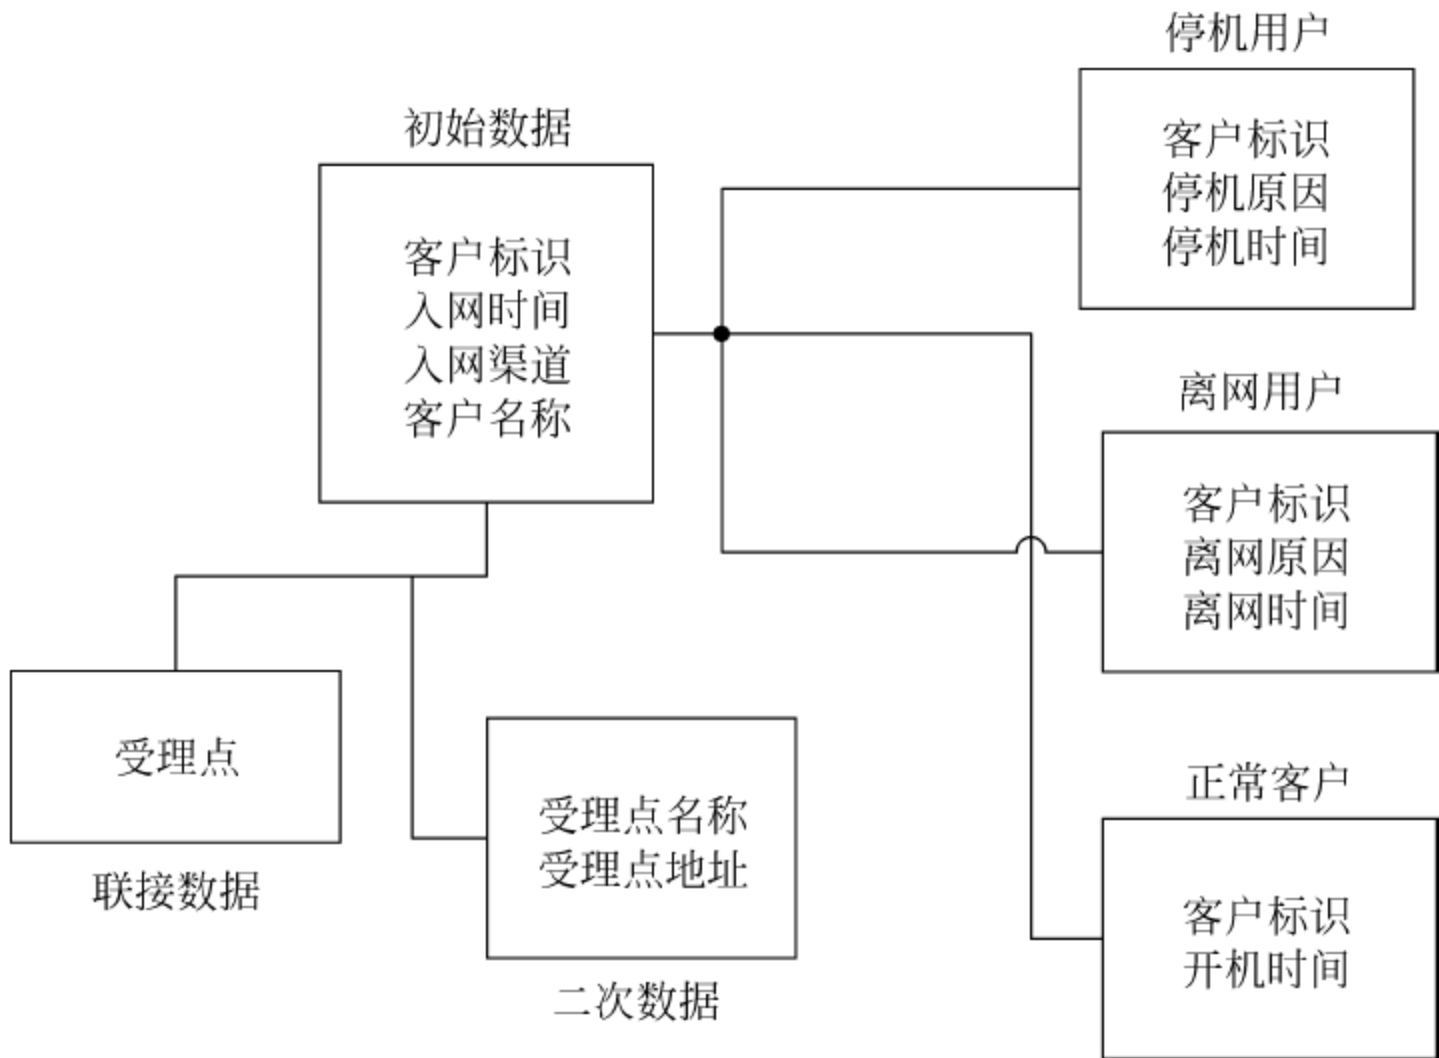 停机用户
客户标识
停机原因
停机时间
初始数据
客户标识
入网时间
入网渠道
客户名称
离网用户
客户标识
离网原因
离网时间
受理点
联接数据
受理点名称
受理点地址
二次数据
正常客户
客户标识
开机时间